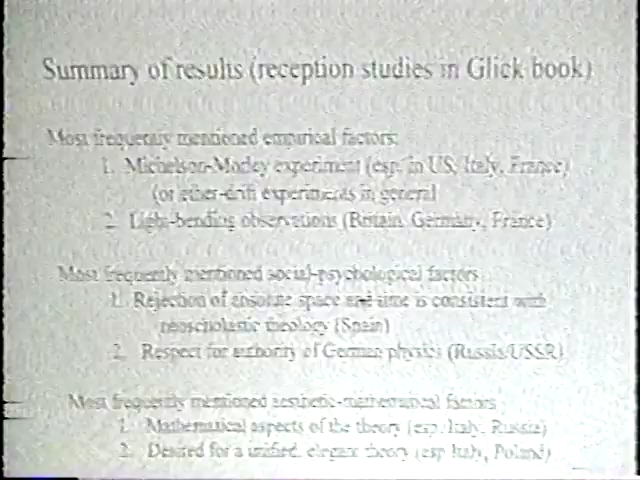 Summary of results (reception studies in Glick book)
Most frequently mentioned empirical factors:
1. Michelson-Morley experiment (esp. in US, Italy, France)
(or ether-drift experiments in general
2. Light-bending observations (Britain, Germany, France)
Most frequently mentioned social-psychological factors
1. Rejection of absolute space and time is consistent with
neoscholastic theology (Spain)
2. Respect for authority of German physics (Russia/USSR)
Most frequently mentioned aesthetic-mathematical factors
1. Mathematical aspects of the theory (esp. Italy, Russia)
2. Desired for a unified, elegant theory (esp Italy, Poland)